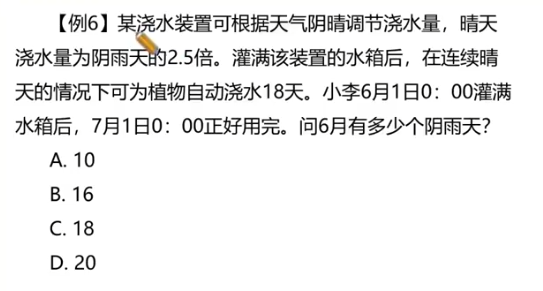 【例6】某浇水装置可根据天气阴晴调节浇水量，晴天
浇水量为阴雨天的2.5倍。灌满该装置的水箱后，在连续晴
天的情况下可为植物自动浇水18天。小李6月1日0：00灌满
水箱后，7月1日0：00正好用完。问6月有多少个阴雨天？
A. 10
B. 16
C. 18
D. 20